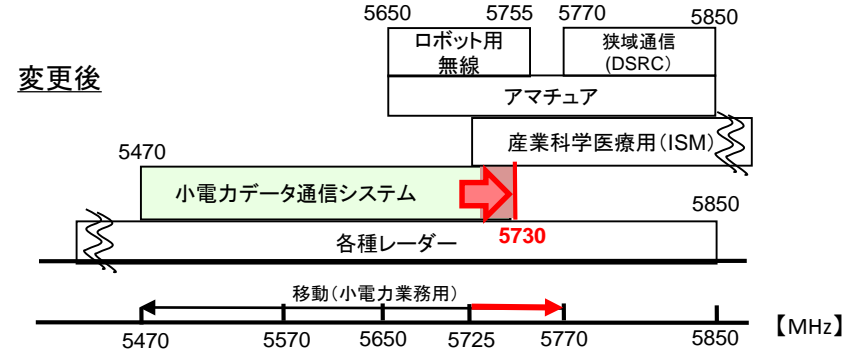 5650
5755
5770
5850
ロボット用
無線
狭域通信
(DSRC)
変更後
アマチュア
産業科学医療用(ISM)
5470
小電力データ通信システム
5850
5730
各種レーダー
移動(小電力業務用)
5470
5570
5650
5725
5770
5850
【MHz】